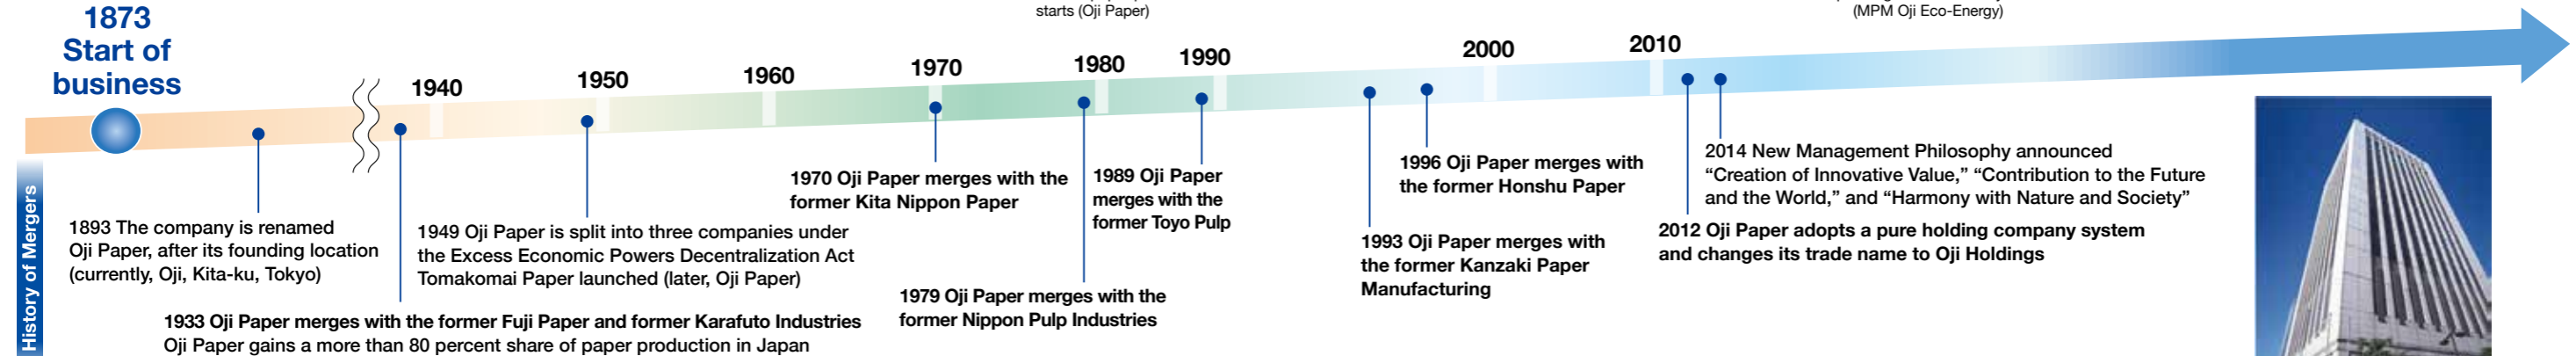 starts (Oji Paper)
(MPM Oji Eco-Energy)
1873
Start of
business
1940
1950
1960
1970
1980
1990
2000
2010
History of Mergers
1893 The company is renamed
Oji Paper, after its founding location
(currently, Oji, Kita-ku, Tokyo)
1933 Oji Paper merges with the former Fuji Paper and former Karafuto Industries
Oji Paper gains a more than 80 percent share of paper production in Japan
1949 Oji Paper is split into three companies under
the Excess Economic Powers Decentralization Act
Tomakomai Paper launched (later, Oji Paper)
1970 Oji Paper merges with the
former Kita Nippon Paper
1979 Oji Paper merges with the
former Nippon Pulp Industries
1989 Oji Paper
merges with the
former Toyo Pulp
1993 Oji Paper merges with
the former Kanzaki Paper
Manufacturing
1996 Oji Paper merges with
the former Honshu Paper
2012 Oji Paper adopts a pure holding company system
and changes its trade name to Oji Holdings
2014 New Management Philosophy announced
“Creation of Innovative Value,” “Contribution to the Future
and the World,” and “Harmony with Nature and Society”